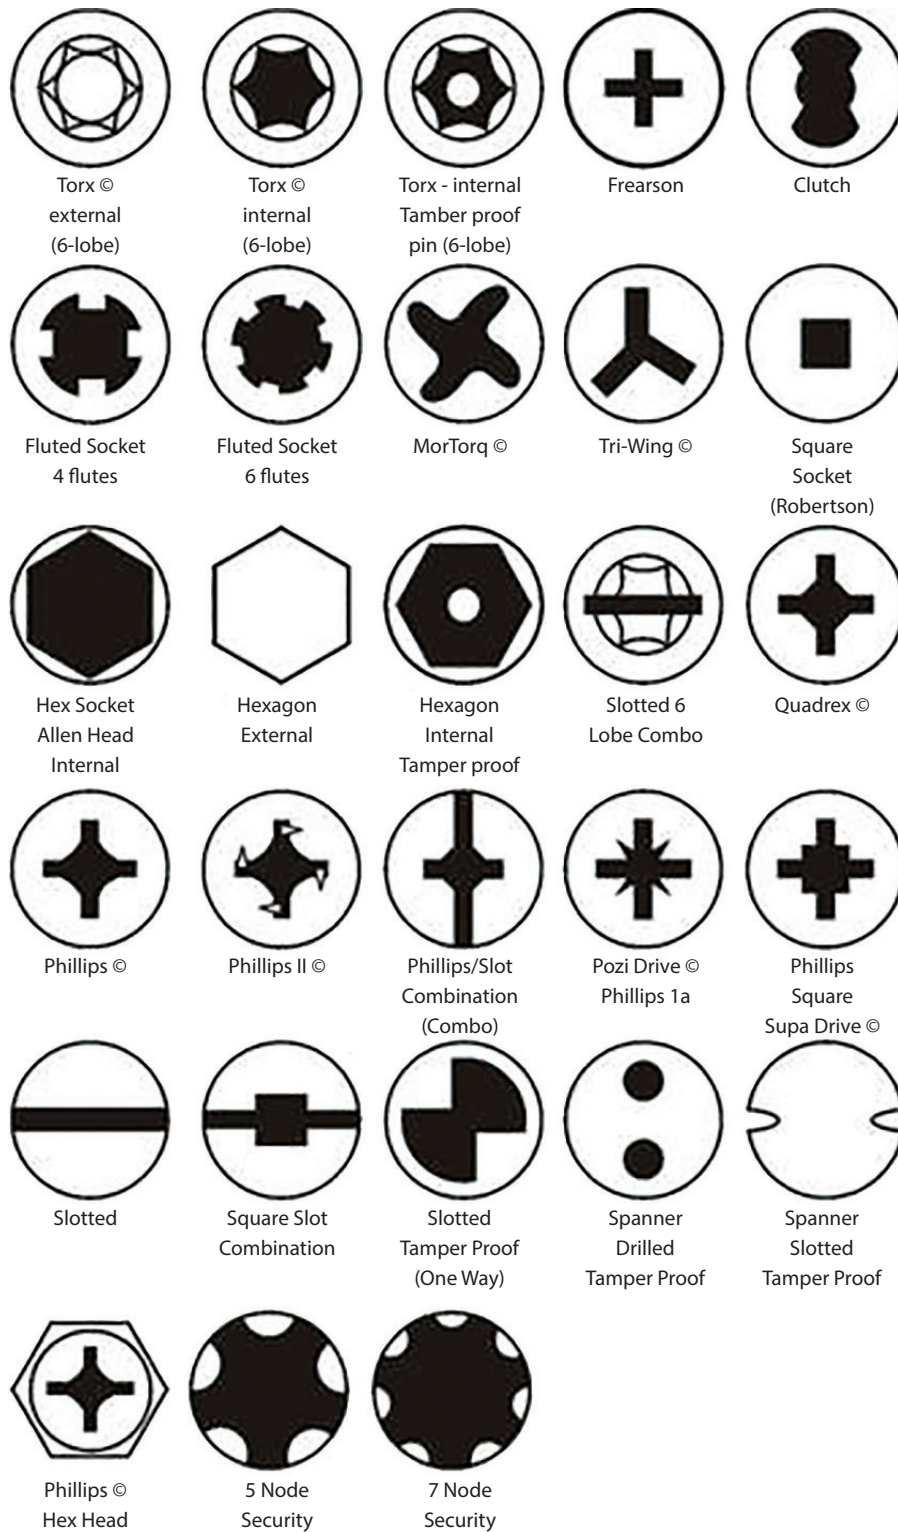 Torx ©
external
(6-lobe)
Torx ©
internal
(6-lobe)
Torx - internal
Tamber proof
pin (6-lobe)
Frearson
Clutch
Fluted Socket
4 flutes
Fluted Socket
6 flutes
MorTorq ©
Tri-Wing ©
Square
Socket
(Robertson)
Hex Socket
Allen Head
Internal
Hexagon
External
Hexagon
Internal
Tamper proof
Slotted 6
Lobe Combo
Quadrex ©
Phillips ©
Phillips II ©
Phillips/Slot
Combination
(Combo)
Pozi Drive ©
Phillips 1a
Phillips
Square
Supa Drive ©
Slotted
Square Slot
Combination
Slotted
Tamper Proof
(One Way)
Spanner
Drilled
Tamper Proof
Spanner
Slotted
Tamper Proof
Phillips ©
Hex Head
5 Node
Security
7 Node
Security